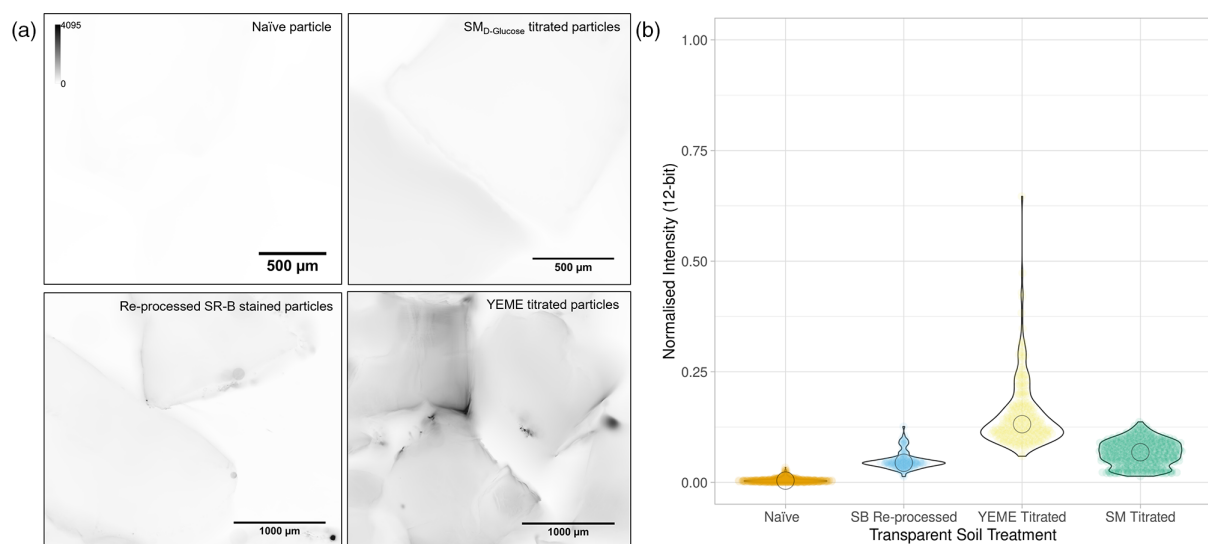 (a)
4095
0
Naïve particle
500 µm
SMD-Glucose titrated particles
500 µm
Re-processed SR-B stained particles
1000 µm
YEME titrated particles
1000 µm
(b)
Normalised Intensity (12-bit)
1.00
0.75
0.50
0.25
0.00
Naïve
SB Re-processed
YEME Titrated
SM Titrated
Transparent Soil Treatment